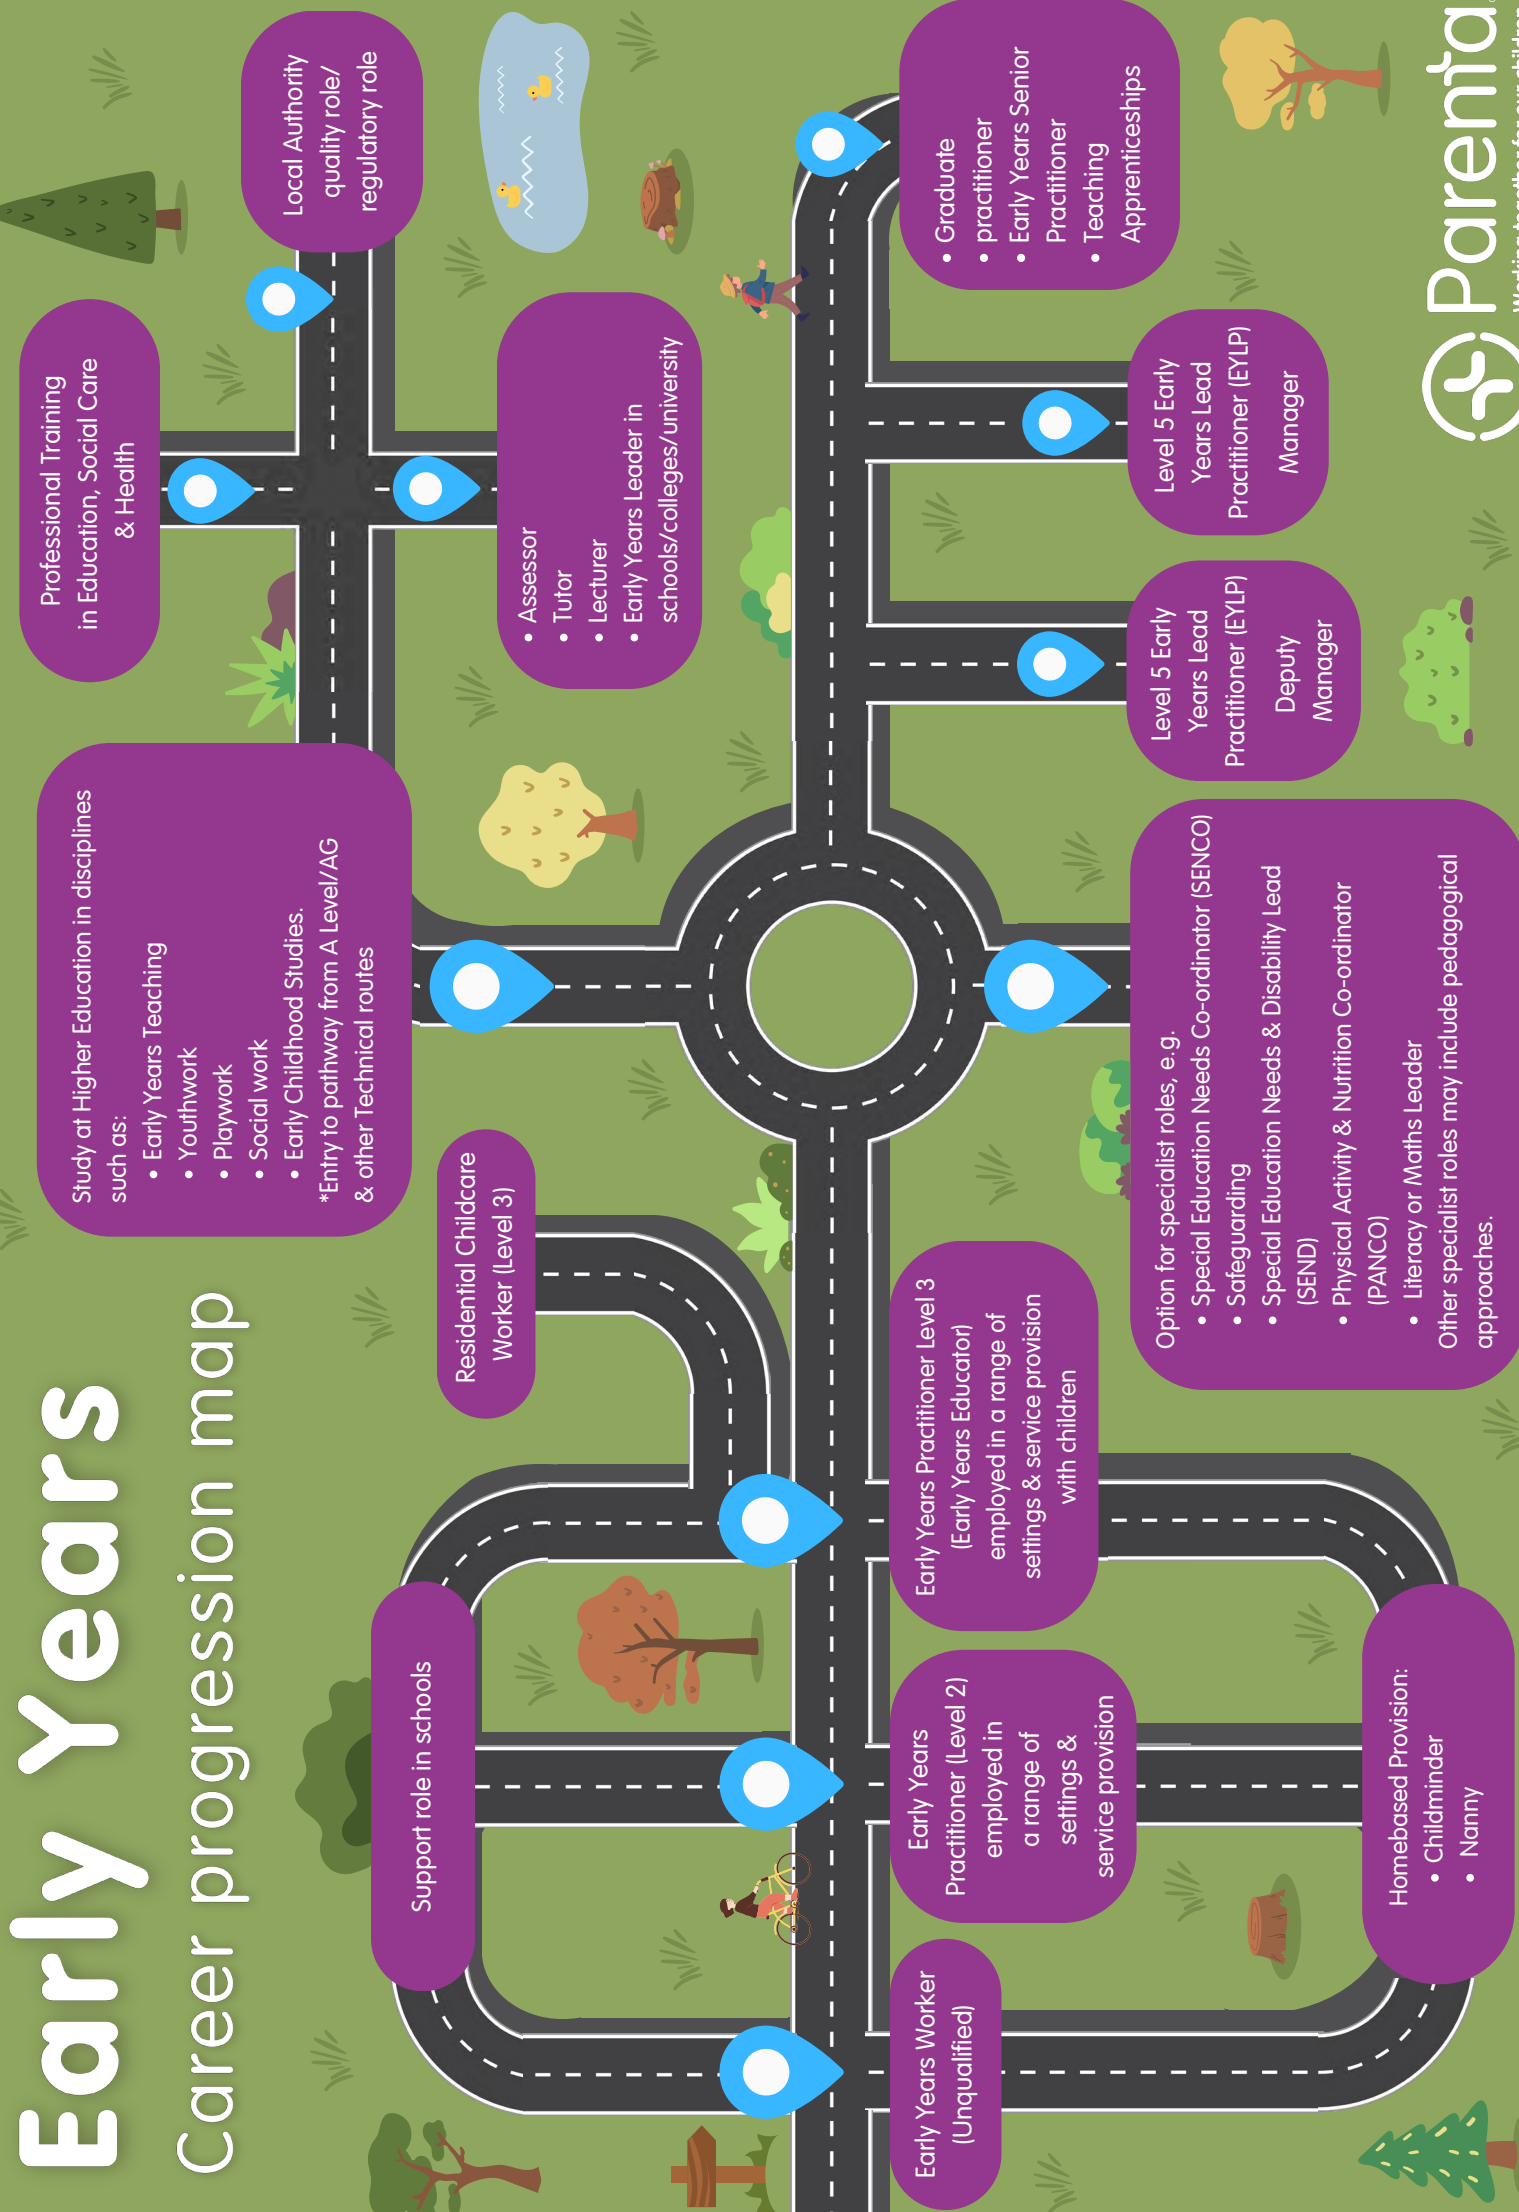 Early Years
Career progression map
Support role in schools
Residential Childcare
Worker (Level 3)
Study at Higher Education in disciplines
such as:
• Early Years Teaching
• Youthwork
• Playwork
• Social work
• Early Childhood Studies.
*Entry to pathway from A Level/AG
& other Technical routes
Professional Training
in Education, Social Care
& Health
Local Authority
quality role/
regulatory role
• Assessor
• Tutor
• Lecturer
• Early Years Leader in
schools/colleges/university
Early Years Worker
(Unqualified)
Early Years
Practitioner (Level 2)
employed in
a range of
settings &
service provision
Early Years Practitioner Level 3
(Early Years Educator)
employed in a range of
settings & service provision
with children
Homebased Provision:
• Childminder
• Nanny
Option for specialist roles, e.g.
• Special Education Needs Co-ordinator (SENCO)
• Safeguarding
• Special Education Needs & Disability Lead
(SEND)
• Physical Activity & Nutrition Co-ordinator
(PANCO)
• Literacy or Maths Leader
Other specialist roles may include pedagogical
approaches.
Level 5 Early
Years Lead
Practitioner (EYLP)
Deputy
Manager
Level 5 Early
Years Lead
Practitioner (EYLP)
Manager
• Graduate
• practitioner
• Early Years Senior
Practitioner
• Teaching
Apprenticeships
Parenta
Working together for our children